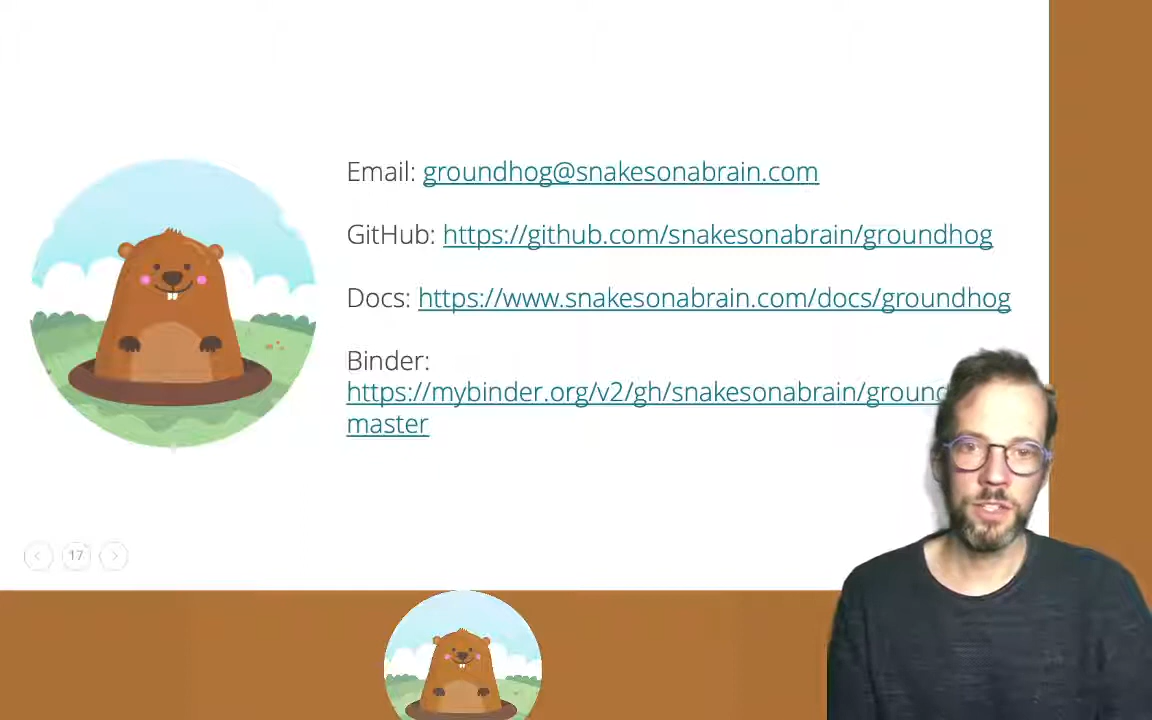 Email: groundhog@snakesonabrain.com
GitHub: https://github.com/snakesonabrain/groundhog
Docs: https://www.snakesonabrain.com/docs/groundhog
Binder:
https://mybinder.org/v2/gh/snakesonabrain/ground
master
17